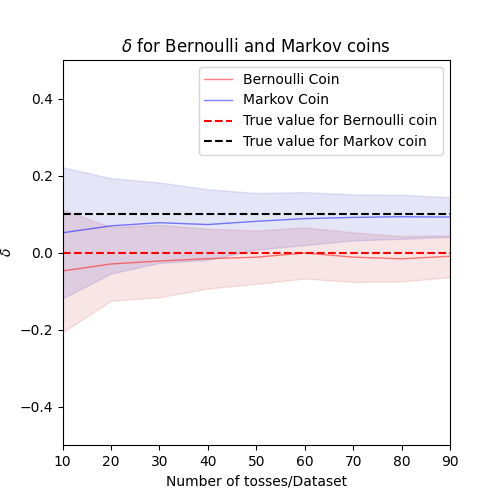 δ for Bernoulli and Markov coins
Bernoulli Coin
Markov Coin
True value for Bernoulli coin
True value for Markov coin
0.4
0.2
0.0
−0.2
−0.4
δ
10 20 30 40 50 60 70 80 90
Number of tosses/Dataset